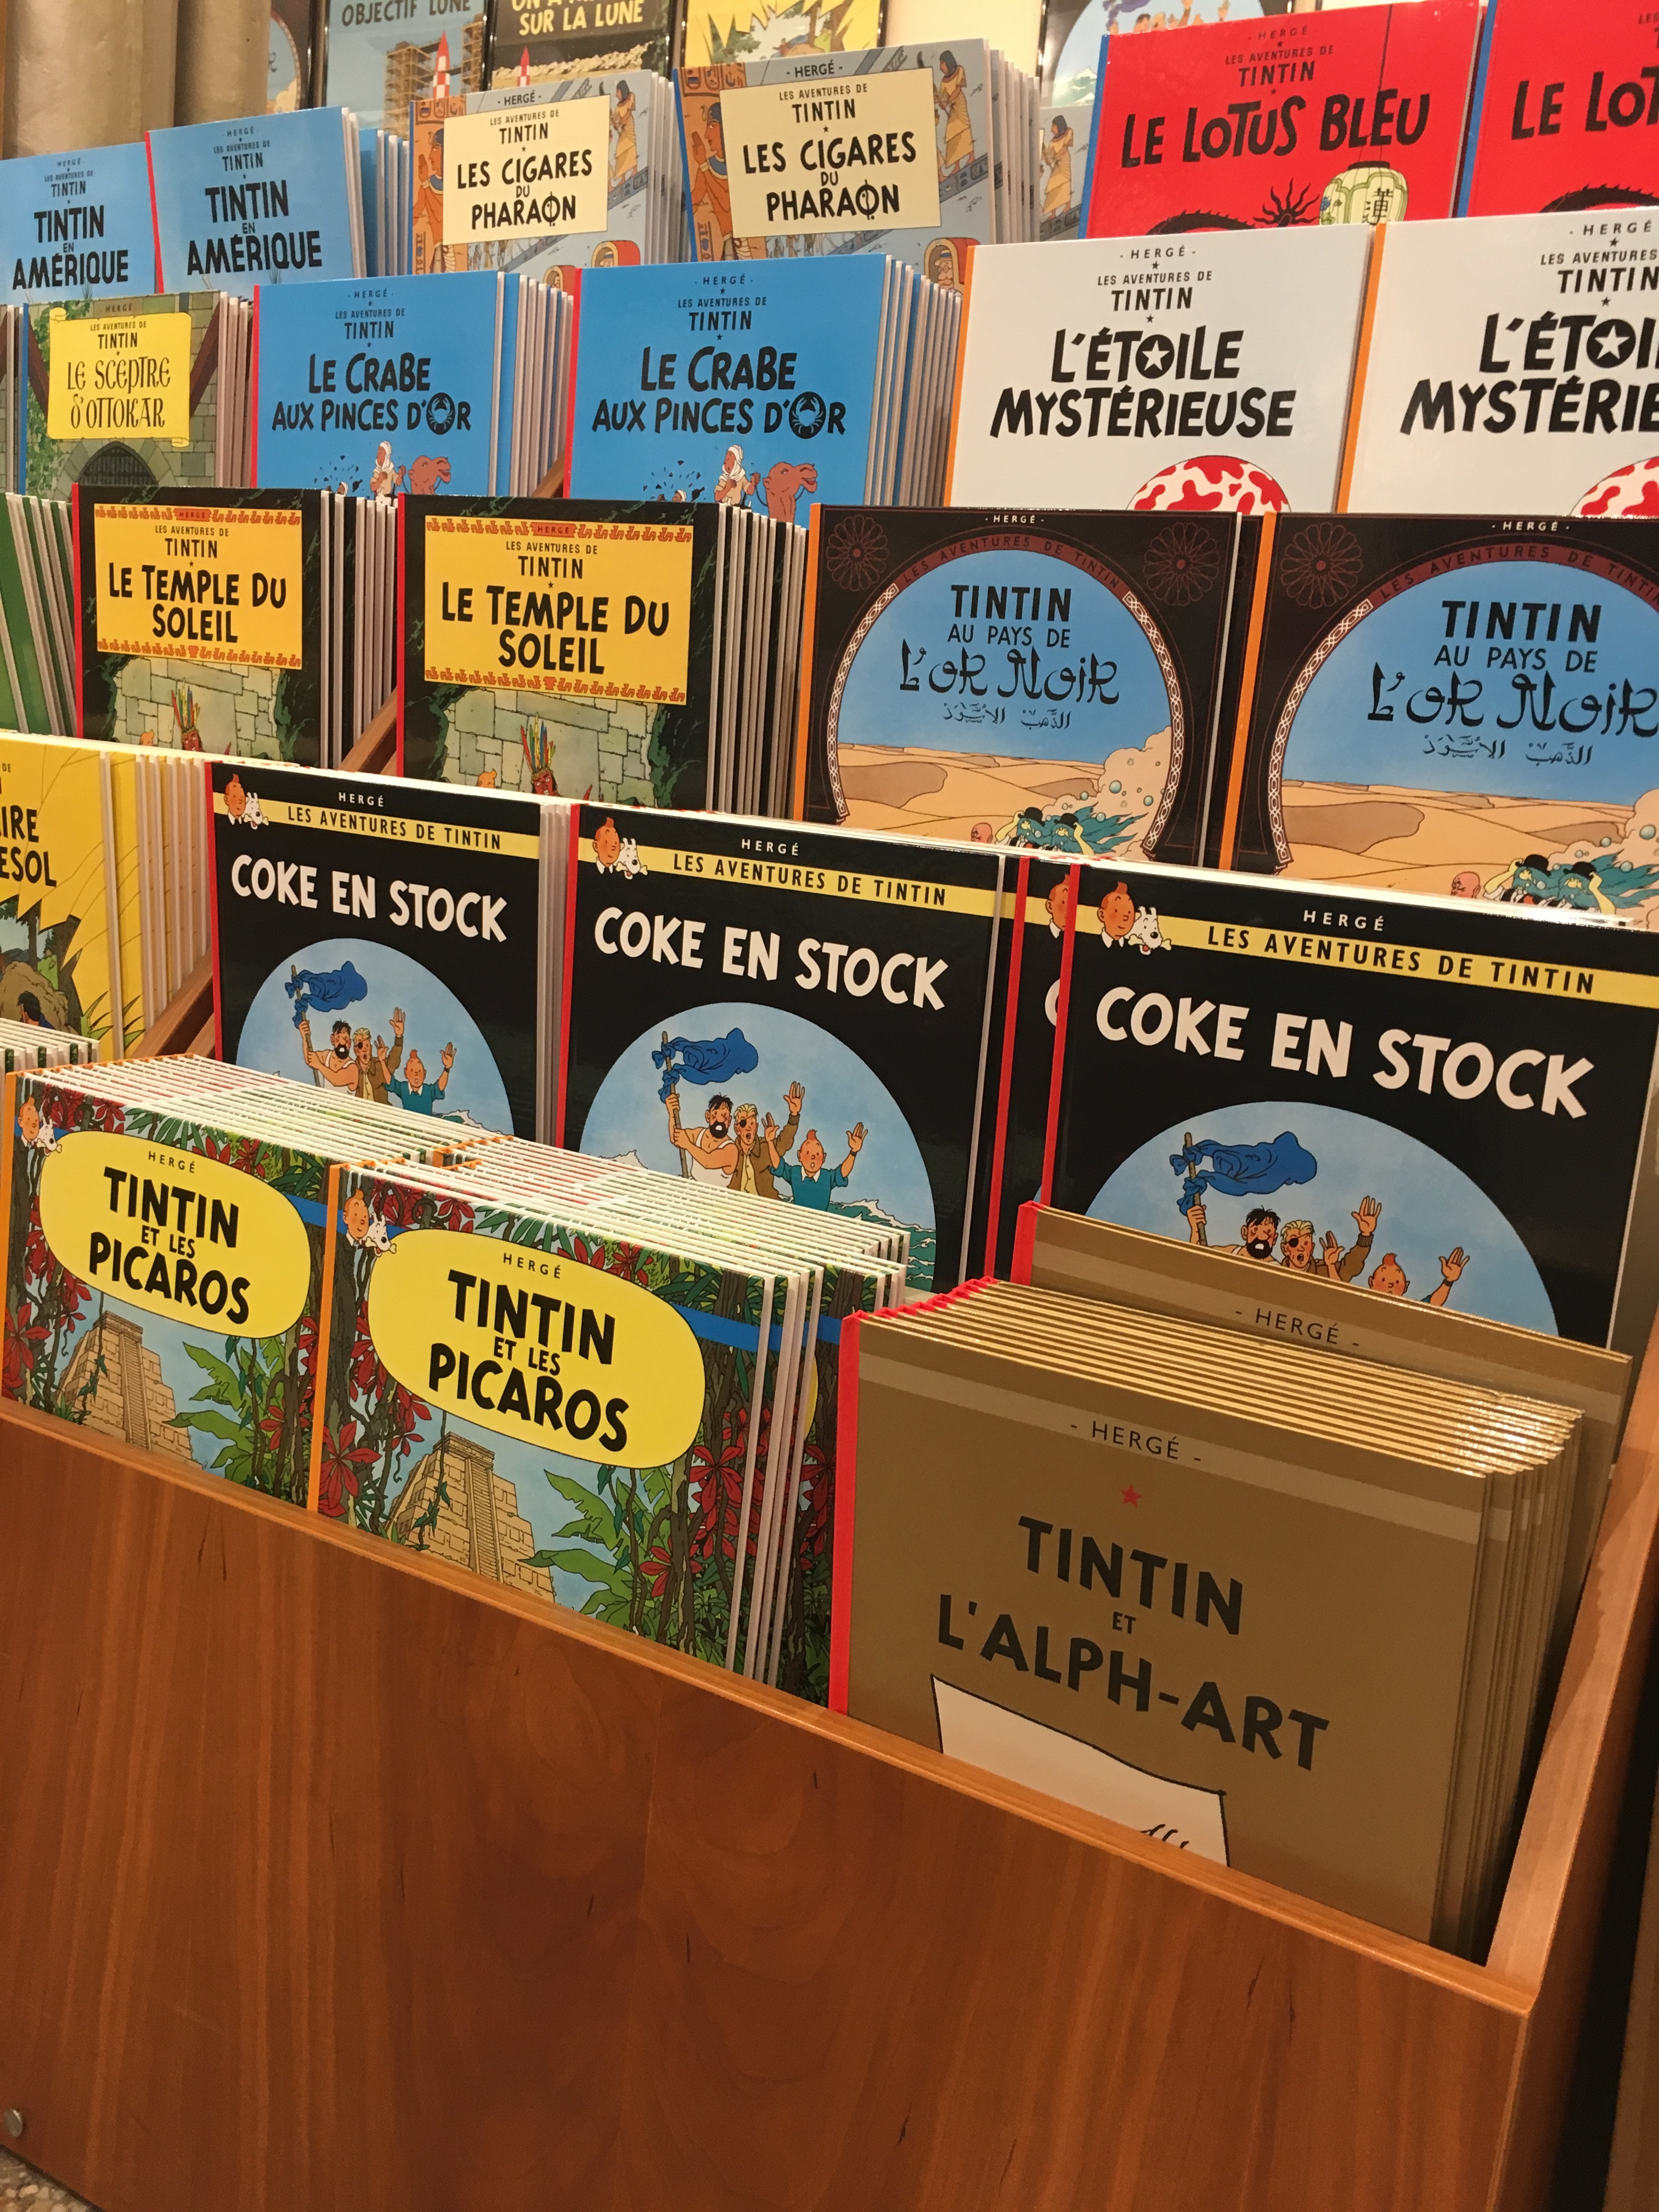 OBJECTIF LUNE
SUR LA LUNE
HERGÉ
LES AVENTURES DE
TINTIN
TINTIN
EN
AMÉRIQUE
HERGÉ
LES AVENTURES DE
TINTIN
TINTIN
EN
AMÉRIQUE
- HERGÉ -
LES AVENTURES DE
TINTIN
LES CIGARES
DU
PHARAON
- HERGÉ -
LES AVENTURES DE
TINTIN
LES CIGARES
DU
PHARAON
- HERGÉ -
LES AVENTURES DE
TINTIN
LE LOTUS BLEU
LE
HERGÉ
LES AVENTURES DE
TINTIN
LE SCEPTRE
D'OTTOKAR
- HERGÉ -
LES AVENTURES DE
TINTIN
LE CRABE
AUX PINCES D'OR
- HERGÉ -
LES AVENTURES DE
TINTIN
LE CRABE
AUX PINCES D'OR
- HERGÉ -
LES AVENTURES DE
TINTIN
L'ÉTOILE
MYSTÉRIEUSE
- HERGÉ
LES AVENTURES
TINTIN
L'ÉTOI
MYSTÉRIE
HERGÉ
LES AVENTURES DE
TINTIN
LE TEMPLE DU
SOLEIL
HERGÉ
LES AVENTURES DE
TINTIN
LE TEMPLE DU
SOLEIL
- HERGÉ -
LES AVENTURES DE TINTIN
TINTIN
AU PAYS DE
L'OR NOIR
الذهب الأسود
- HERGÉ -
LES AVENTURES DE TINTIN
TINTIN
AU PAYS DE
L'OR NOIR
الذهب الأسود
DE
IRE
ESOL
HERGÉ
LES AVENTURES DE TINTIN
COKE EN STOCK
HERGÉ
LES AVENTURES DE TINTIN
COKE EN STOCK
HERGÉ
LES AVENTURES DE TINTIN
COKE EN STOCK
HERGÉ
TINTIN
ET LES
PICAROS
HERGÉ
TINTIN
ET LES
PICAROS
- HERGÉ -
- HERGÉ -
TINTIN
ET
L'ALPH-ART